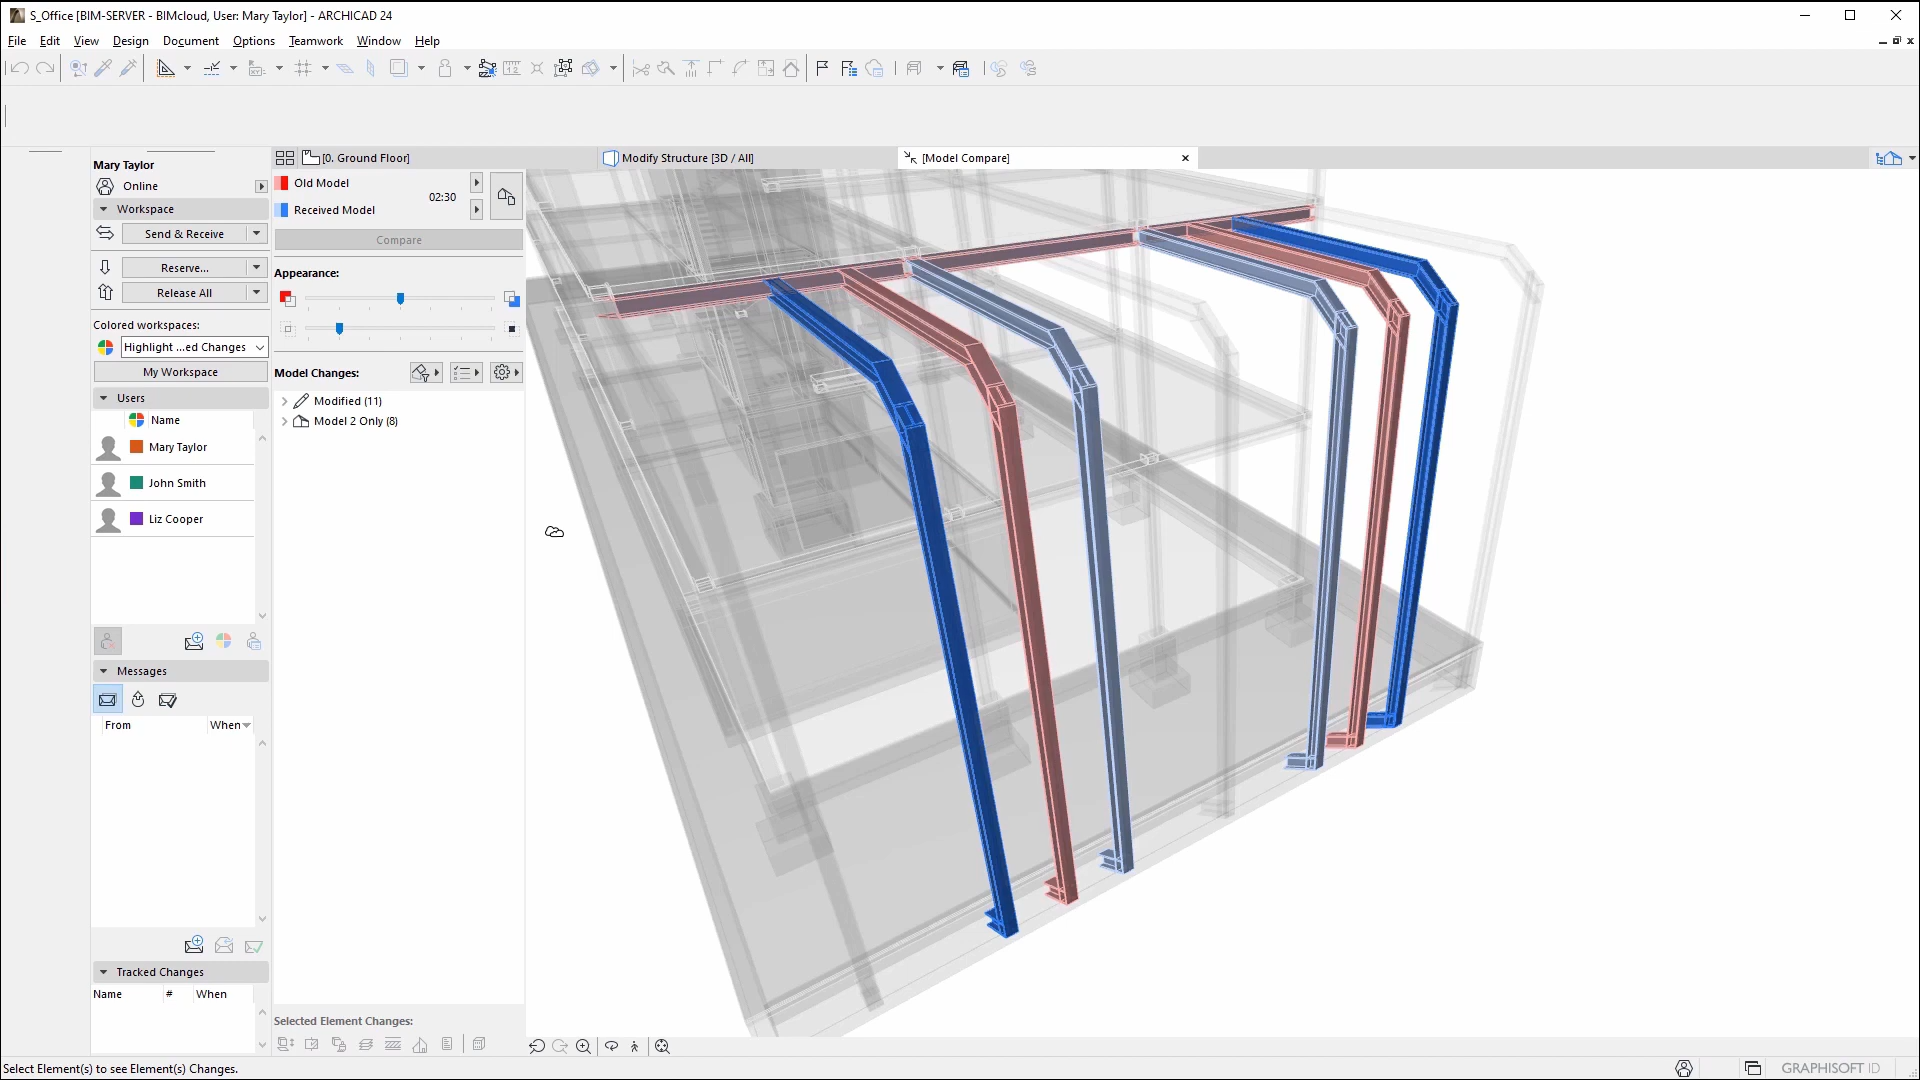 S_Office [BIM-SERVER - BIMcloud, User: Mary Taylor] - ARCHICAD 24
File Edit View Design Document Options Teamwork Window Help
Mary Taylor
Online
Workspace
Send & Receive
Reserve...
Release All
Colored workspaces:
Highlight ...ed Changes
My Workspace
Users
Name
Mary Taylor
John Smith
Liz Cooper
Messages
From When
Tracked Changes
Name # When
[0. Ground Floor] Modify Structure [3D / All] [Model Compare]
Old Model
02:30
Received Model
Compare
Appearance:
Model Changes:
Modified (11)
Model 2 Only (8)
Selected Element Changes:
Select Element(s) to see Element(s) Changes.
GRAPHISOFT ID